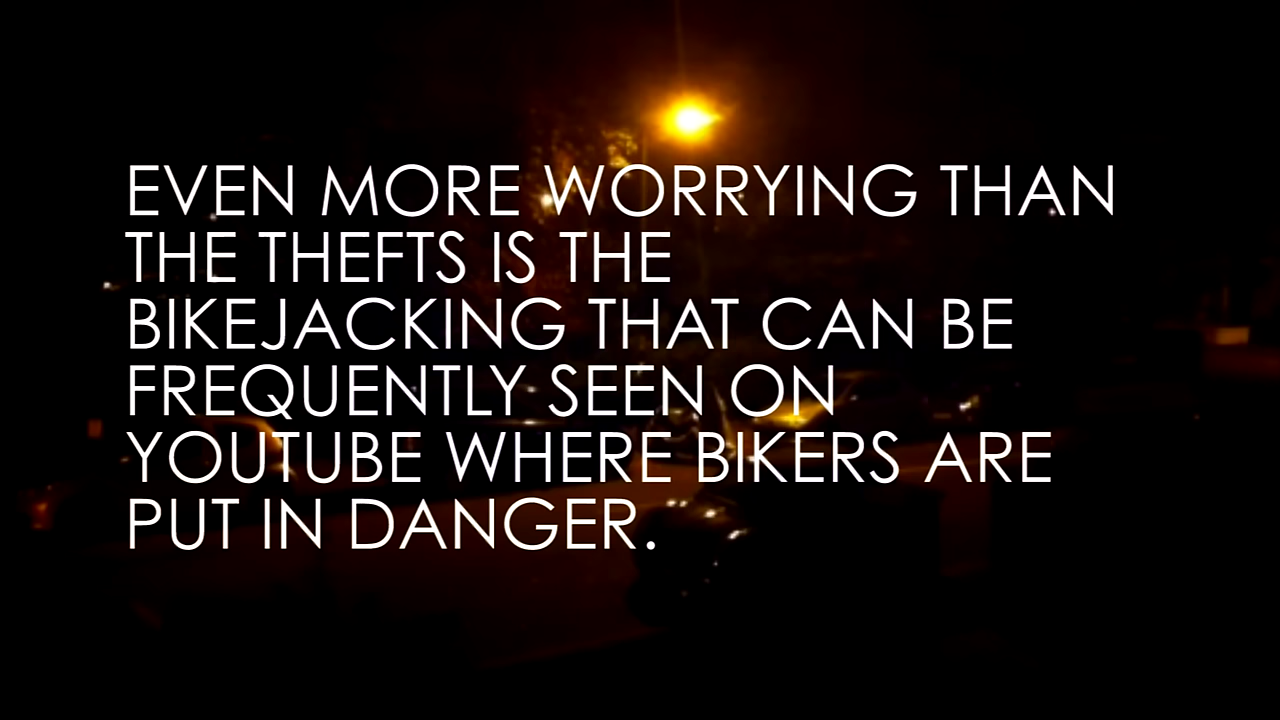 EVEN MORE WORRYING THAN
THE THEFTS IS THE
BIKEJACKING THAT CAN BE
FREQUENTLY SEEN ON
YOUTUBE WHERE BIKERS ARE
PUT IN DANGER.